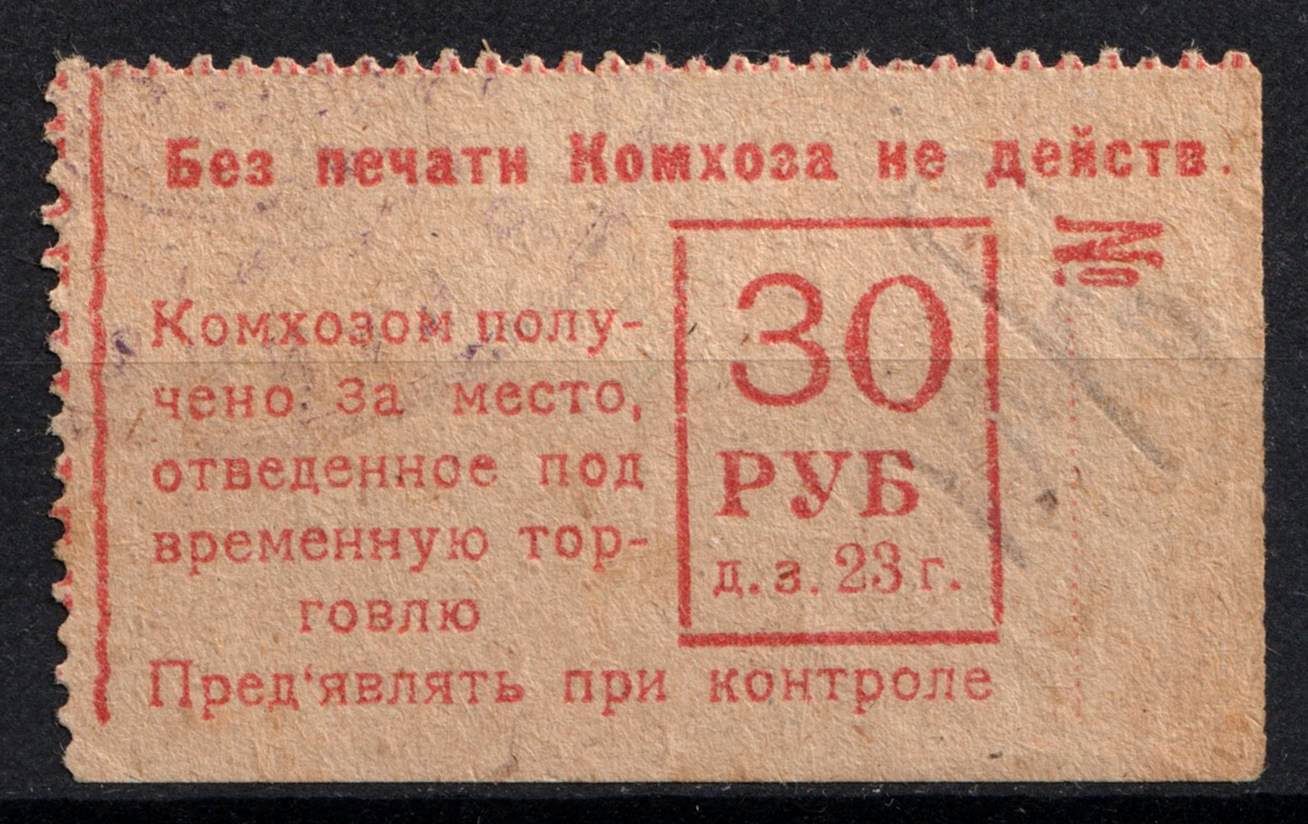 Без печати Комхоза не действ.
№
Комхозом полу-
чено за место,
отведенное под
временную тор-
говлю
30
РУБ
д. з. 23 г.
Пред'являть при контроле